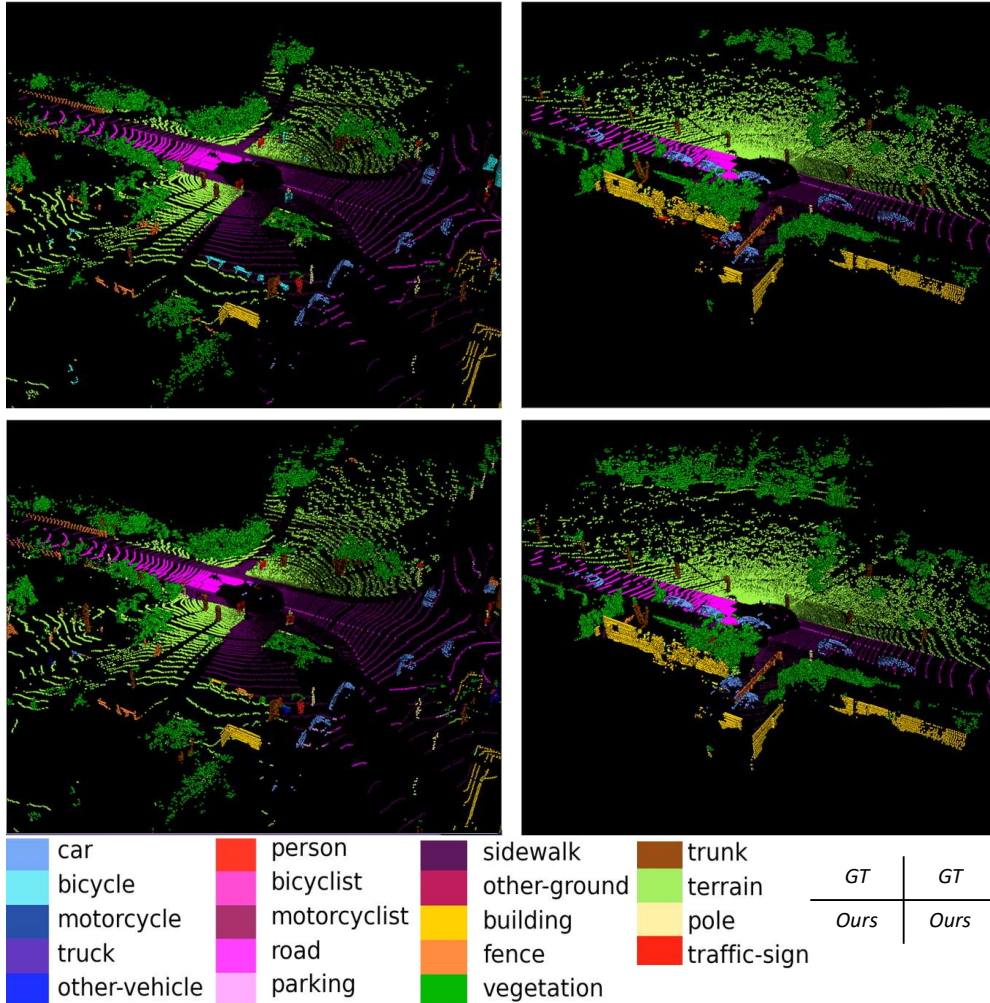 car
bicycle
motorcycle
truck
other-vehicle
person
bicyclist
motorcyclist
road
parking
sidewalk
other-ground
building
fence
vegetation
trunk
terrain
pole
traffic-sign
GT GT
Ours Ours